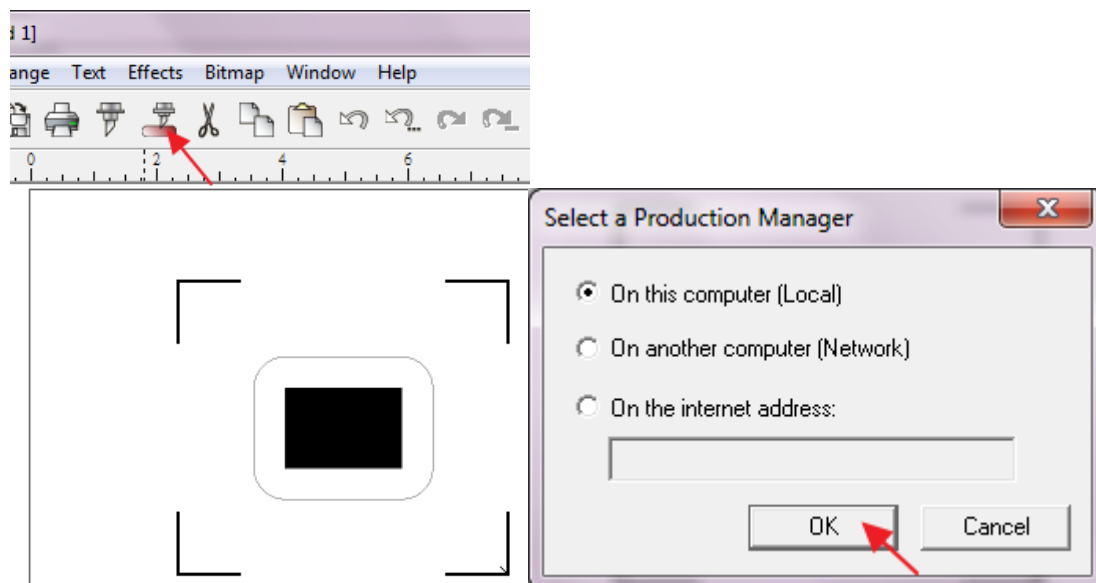 1]
ange Text Effects Bitmap Window Help
0 2 4 6
Select a Production Manager
On this computer (Local)
On another computer (Network)
On the internet address:
OK Cancel